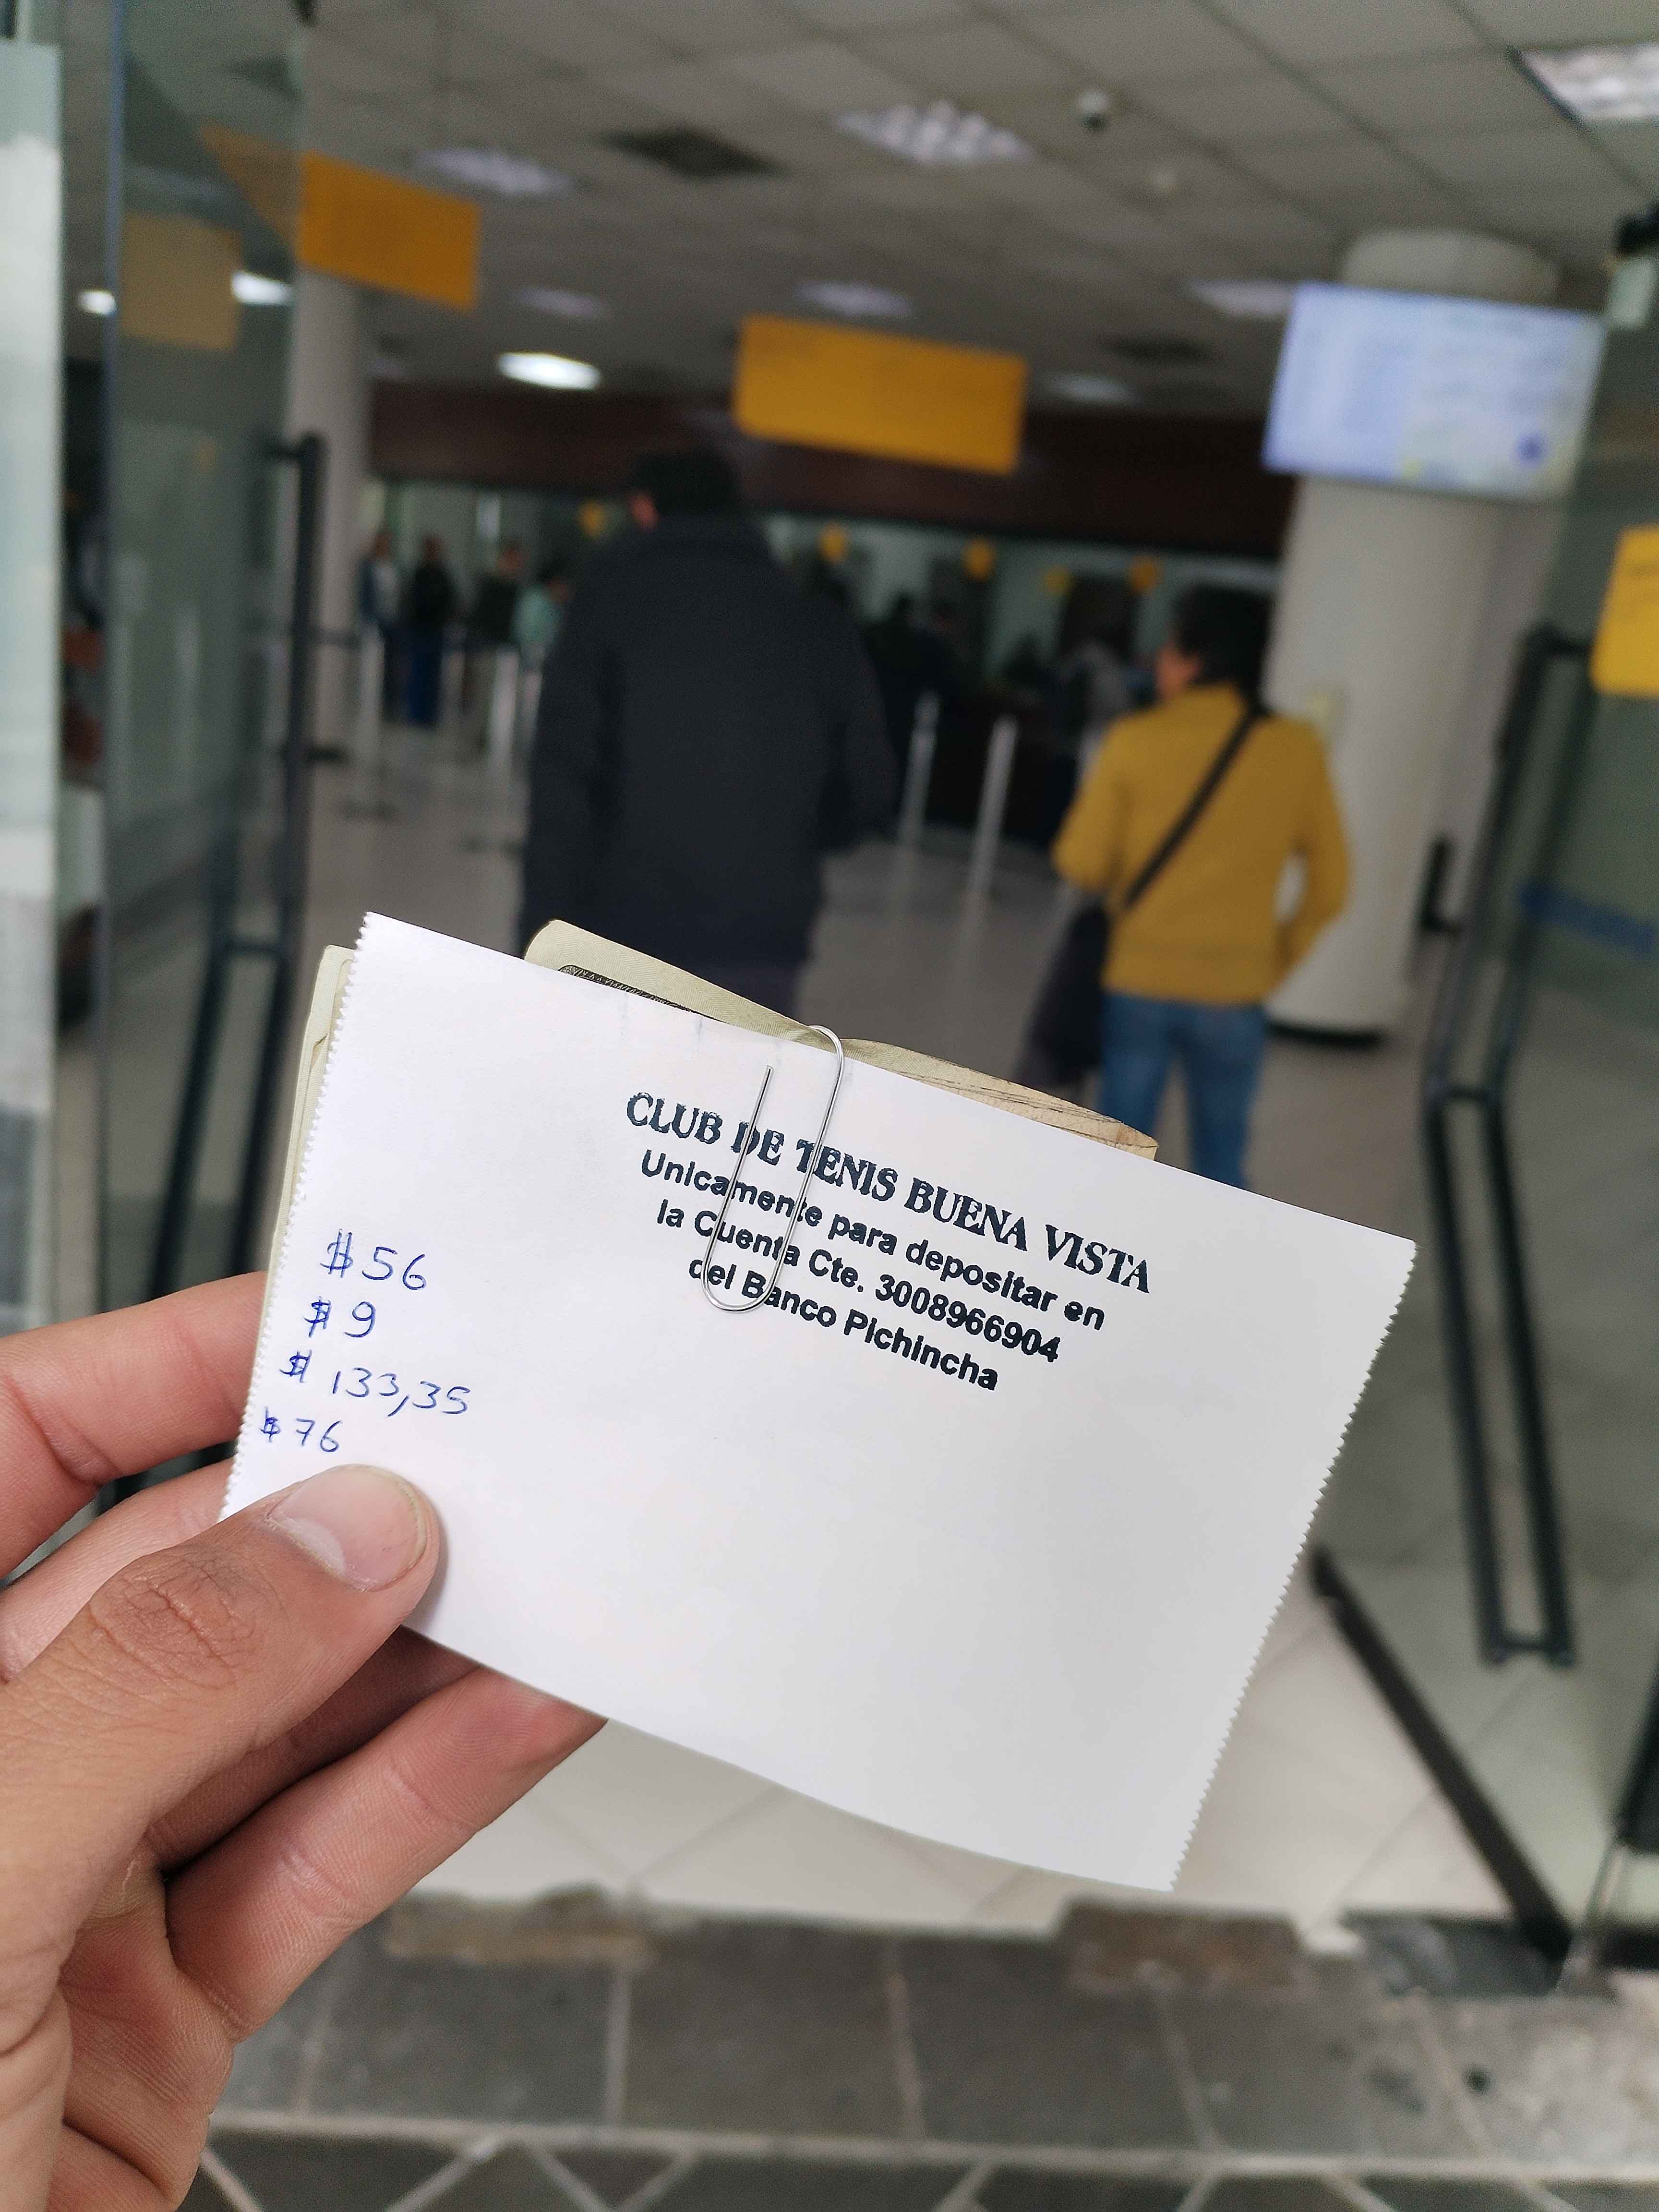 CLUB DE TENIS BUENA VISTA
Unicamente para depositar en
la Cuenta Cte. 3008966904
del Banco Pichincha
$ 56
$ 9
$ 133,35
$ 76